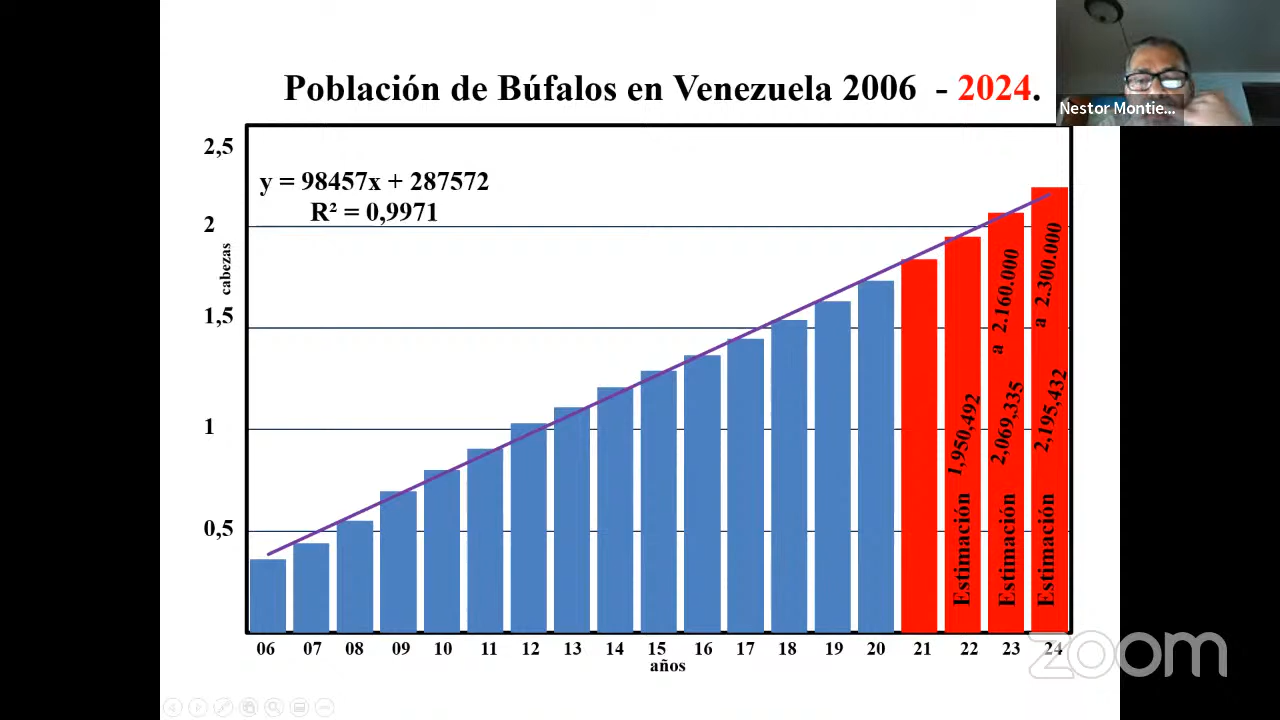 Población de Búfalos en Venezuela 2006 - 2024.
Nestor Montie...
y = 98457x + 287572
R² = 0,9971
2,5
2
1,5
1
0,5
cabezas
Estimación 1,950,492
Estimación 2,069,335 a 2.160.000
Estimación 2,195,432 a 2.300.000
06 07 08 09 10 11 12 13 14 15 16 17 18 19 20 21 22 23 24
años
zoom